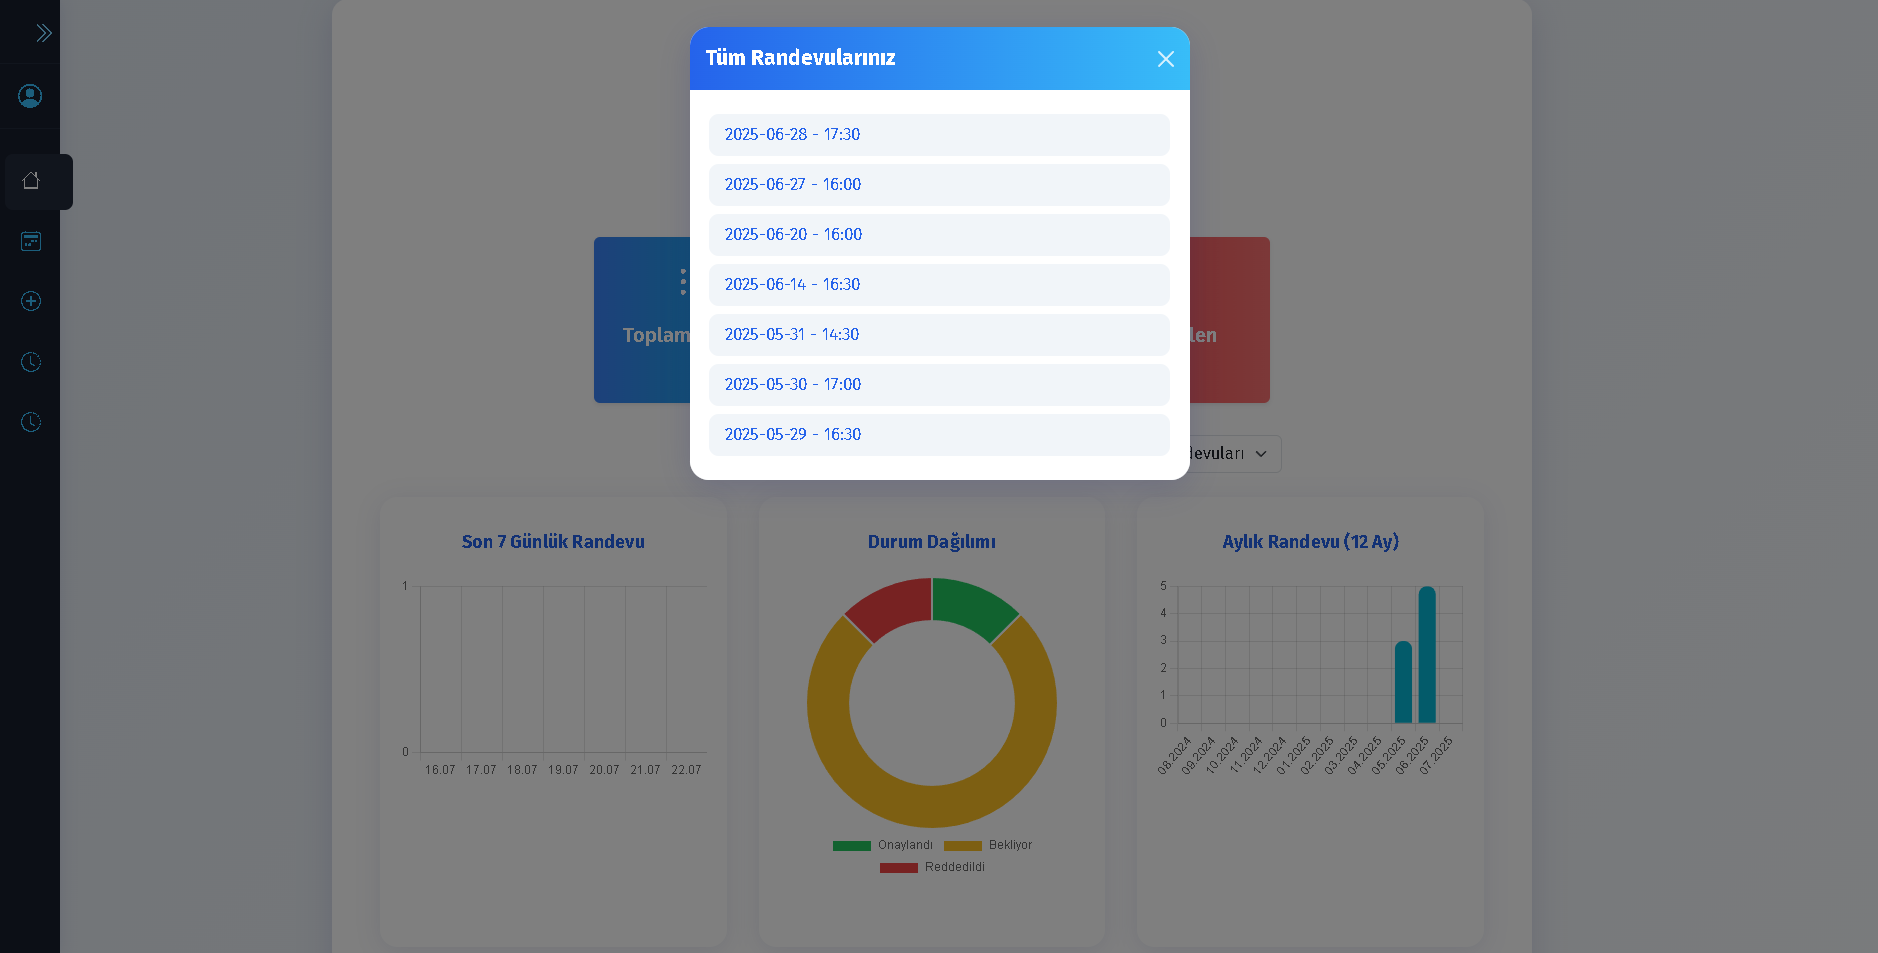 Tüm Randevularınız
2025-06-28 - 17:30
2025-06-27 - 16:00
2025-06-20 - 16:00
2025-06-14 - 16:30
2025-05-31 - 14:30
2025-05-30 - 17:00
2025-05-29 - 16:30
Toplam
len
devuları
Son 7 Günlük Randevu
1
0
16.07 17.07 18.07 19.07 20.07 21.07 22.07
Durum Dağılımı
Onaylandı Bekliyor
Reddedildi
Aylık Randevu (12 Ay)
5
4
3
2
1
0
08.2024 09.2024 10.2024 11.2024 12.2024 01.2025 02.2025 03.2025 04.2025 05.2025 06.2025 07.2025